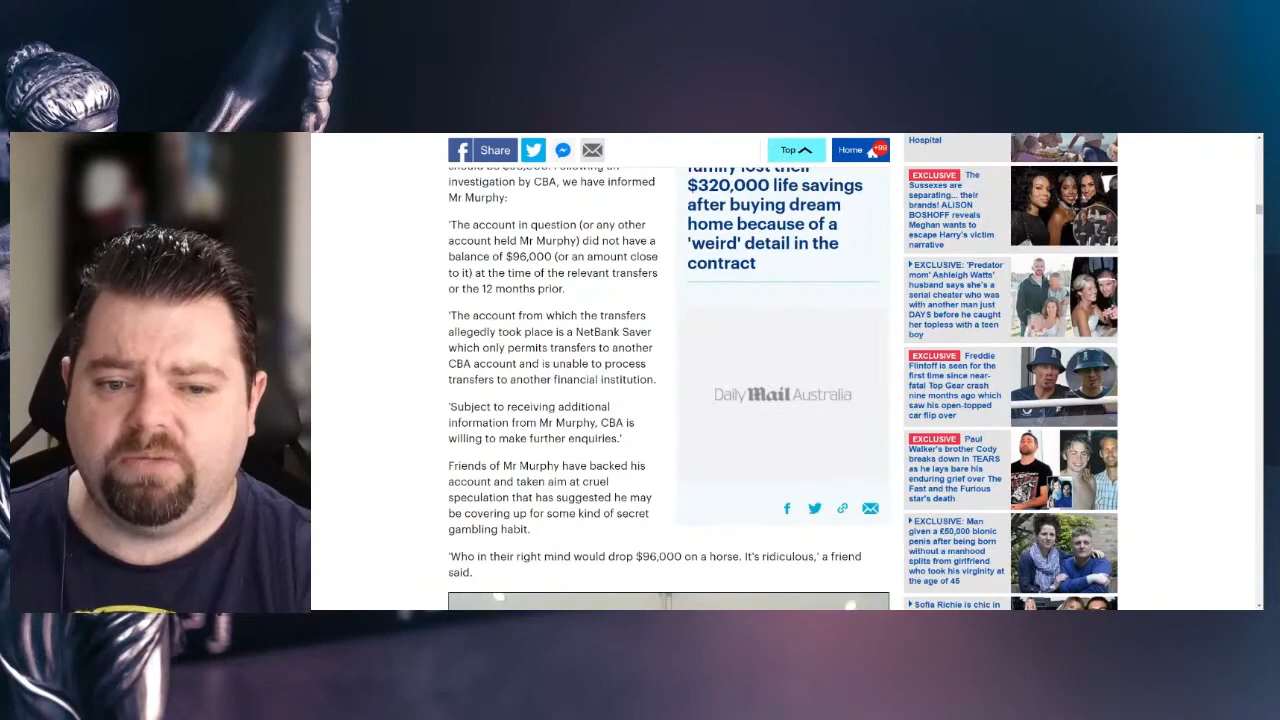 Share
Top
Home
+99
should be $96,000. Following an
investigation by CBA, we have informed
Mr Murphy:
'The account in question (or any other
account held Mr Murphy) did not have a
balance of $96,000 (or an amount close
to it) at the time of the relevant transfers
or the 12 months prior.
'The account from which the transfers
allegedly took place is a NetBank Saver
which only permits transfers to another
CBA account and is unable to process
transfers to another financial institution.
'Subject to receiving additional
information from Mr Murphy, CBA is
willing to make further enquiries.'
Friends of Mr Murphy have backed his
account and taken aim at cruel
speculation that has suggested he may
be covering up for some kind of secret
gambling habit.
'Who in their right mind would drop $96,000 on a horse. It's ridiculous,' a friend
said.
family lost their
$320,000 life savings
after buying dream
home because of a
'weird' detail in the
contract
Daily Mail Australia
Hospital
EXCLUSIVE The
Sussexes are
separating... their
brands! ALISON
BOSHOFF reveals
Meghan wants to
escape Harry's victim
narrative
EXCLUSIVE: 'Predator
mom' Ashleigh Watts'
husband says she's a
serial cheater who was
with another man just
DAYS before he caught
her topless with a teen
boy
EXCLUSIVE Freddie
Flintoff is seen for the
first time since near-
fatal Top Gear crash
nine months ago which
saw his open-topped
car flip over
EXCLUSIVE Paul
Walker's brother Cody
breaks down in TEARS
as he lays bare his
enduring grief over The
Fast and the Furious
star's death
EXCLUSIVE: Man
given a £50,000 bionic
penis after being born
without a manhood
splits from girlfriend
who took his virginity at
the age of 45
Sofia Richie is chic in